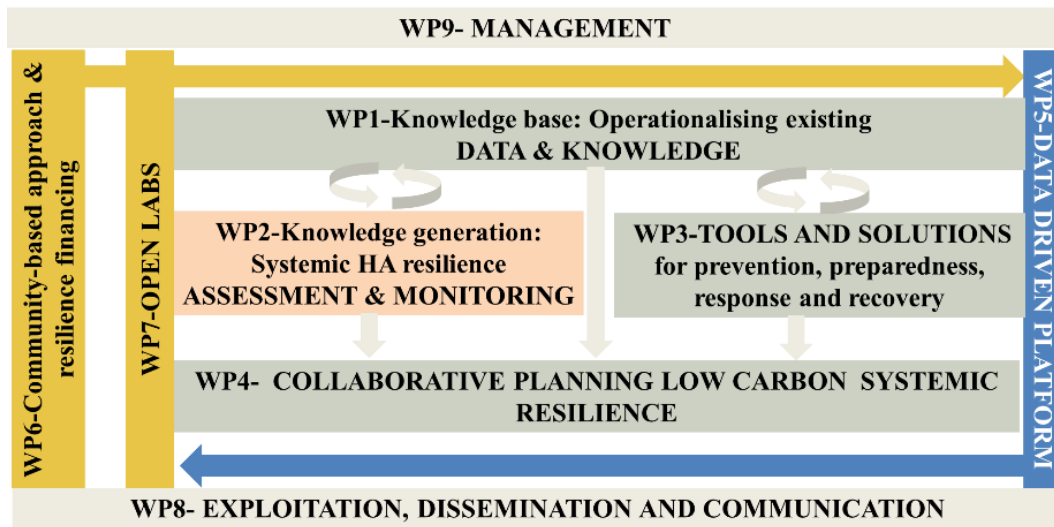 WP9- MANAGEMENT
WP6-Community-based approach &
resilience financing
WP7-OPEN LABS
WP1-Knowledge base: Operationalising existing
DATA & KNOWLEDGE
WP2-Knowledge generation:
Systemic HA resilience
ASSESSMENT & MONITORING
WP3-TOOLS AND SOLUTIONS
for prevention, preparedness,
response and recovery
WP4- COLLABORATIVE PLANNING LOW CARBON SYSTEMIC
RESILIENCE
WP5-DATA DRIVEN PLATFORM
WP8- EXPLOITATION, DISSEMINATION AND COMMUNICATION